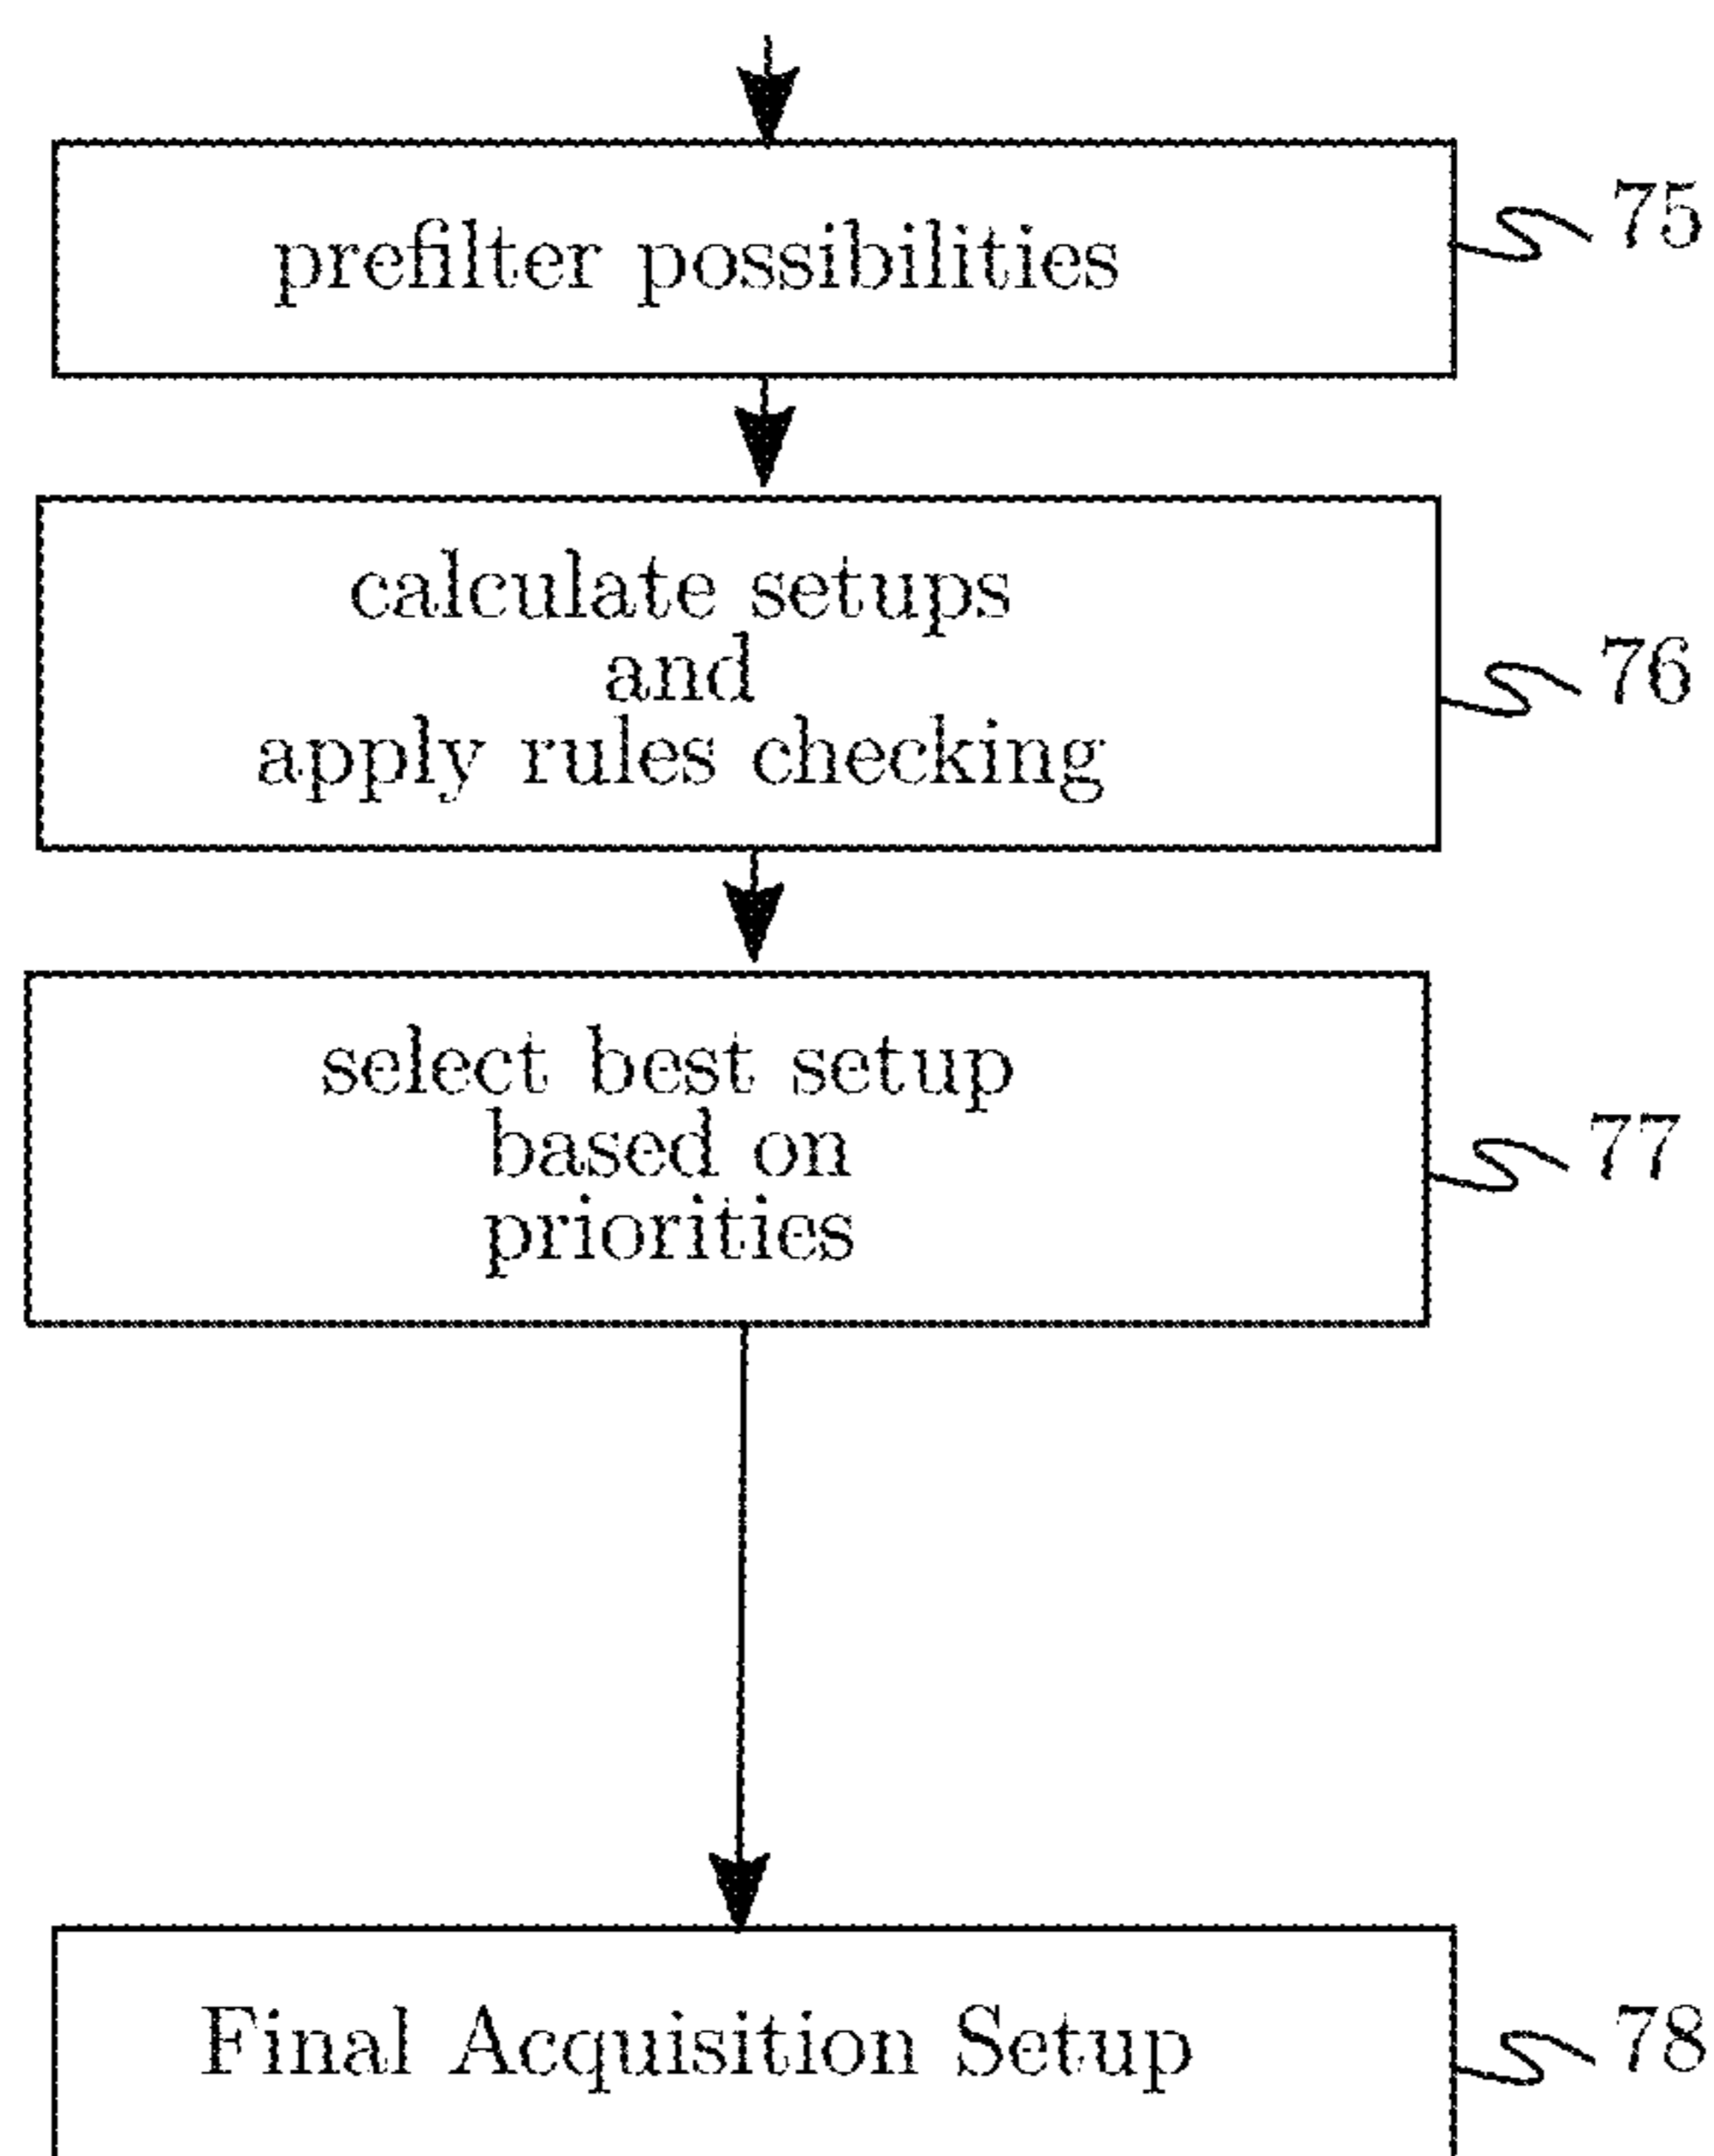 prefilter possibilities
75
calculate setups
and
apply rules checking
76
select best setup
based on
priorities
77
Final Acquisition Setup
78